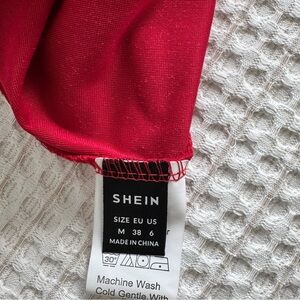 SHEIN
SIZE EU US
M 38 6
MADE IN CHINA
30°
Machine Wash
Cold Gentle With